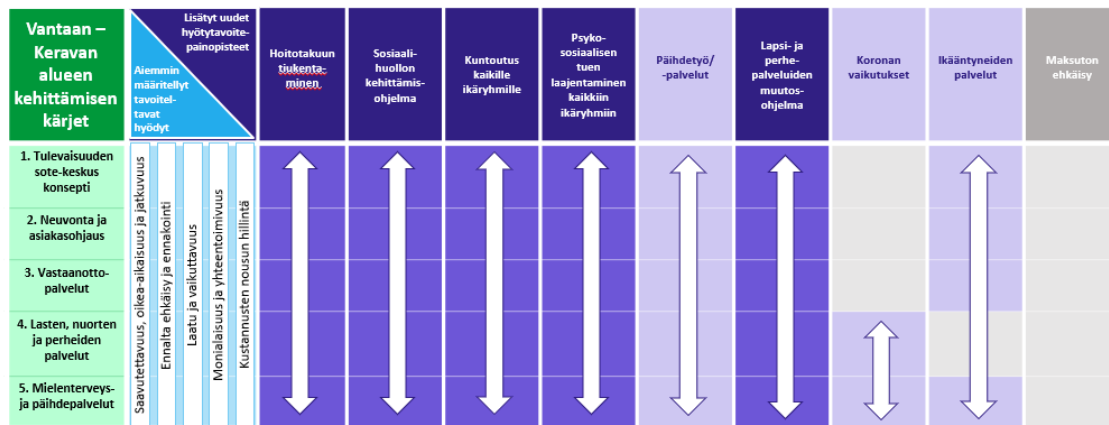 Vantaan –
Keravan
alueen
kehittämisen
kärjet
Lisätyt uudet
hyötytavoite-
painopisteet
Aiemmin
määritellyt
tavoitel-
tavat
hyödyt
Hoitotakuun
tiukenta-
minen
Sosiaali-
huollon
kehittämis-
ohjelma
Kuntoutus
kaikille
ikäryhmille
Psyko-
sosiaalisen
tuen
laajentaminen
kaikkiin
ikäryhmiin
Päihdetyö/
-palvelut
Lapsi- ja
perhe-
palveluiden
muutos-
ohjelma
Koronan
vaikutukset
Ikääntyneiden
palvelut
Maksuton
ehkäisy
1. Tulevaisuuden
sote-keskus
konsepti
2. Neuvonta ja
asiakasohjaus
3. Vastaanotto-
palvelut
4. Lasten, nuorten
ja perheiden
palvelut
5. Mielenterveys-
ja päihdepalvelut
Saavutettavuus, oikea-aikaisuus ja jatkuvuus
Ennalta ehkäisy ja ennakointi
Laatu ja vaikuttavuus
Monialaisuus ja yhteentoimivuus
Kustannusten nousun hillintä